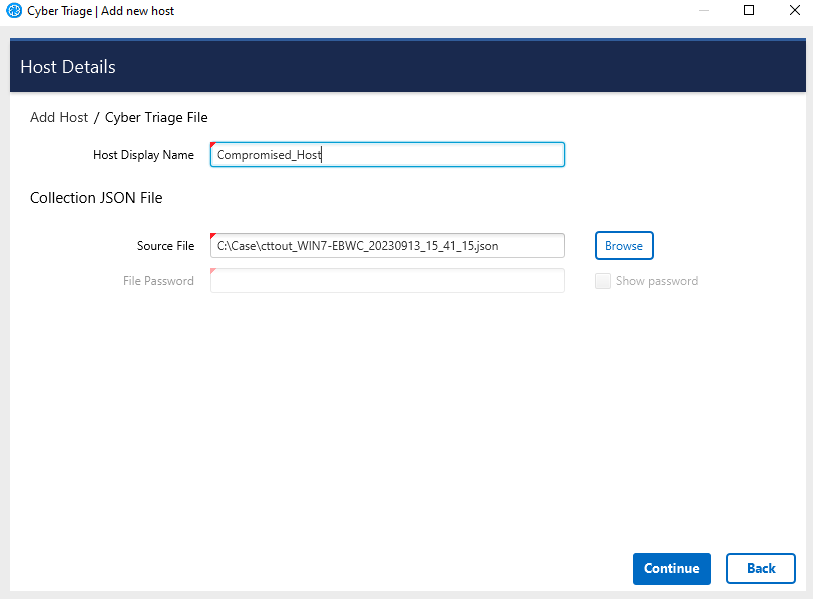 Cyber Triage | Add new host
Host Details
Add Host / Cyber Triage File
Host Display Name Compromised_Host
Collection JSON File
Source File C:\Case\cttout_WIN7-EBWC_20230913_15_41_15.json Browse
File Password Show password
Continue Back